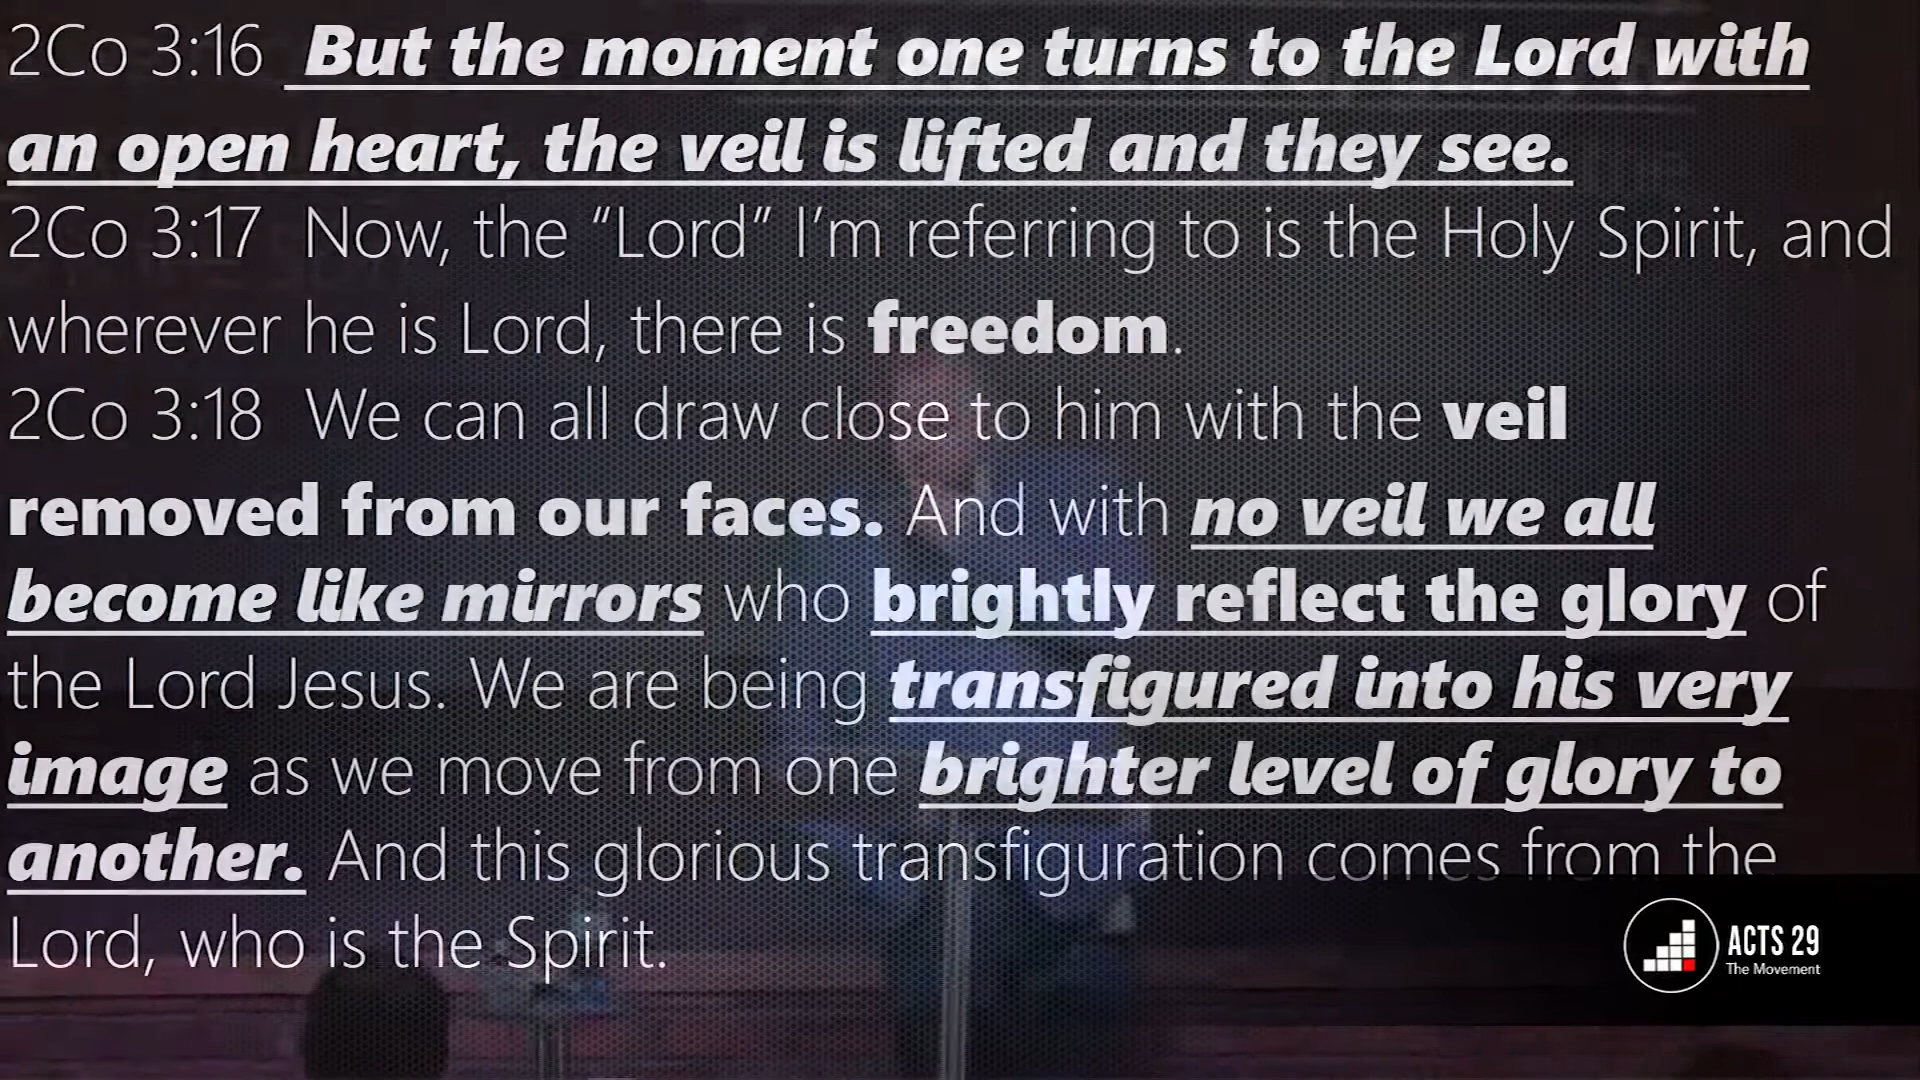 2Co 3:16 But the moment one turns to the Lord with
an open heart, the veil is lifted and they see.
2Co 3:17 Now, the “Lord” I’m referring to is the Holy Spirit, and
wherever he is Lord, there is freedom.
2Co 3:18 We can all draw close to him with the veil
removed from our faces. And with no veil we all
become like mirrors who brightly reflect the glory of
the Lord Jesus. We are being transfigured into his very
image as we move from one brighter level of glory to
another. And this glorious transfiguration comes from the
Lord, who is the Spirit.
ACTS 29
The Movement